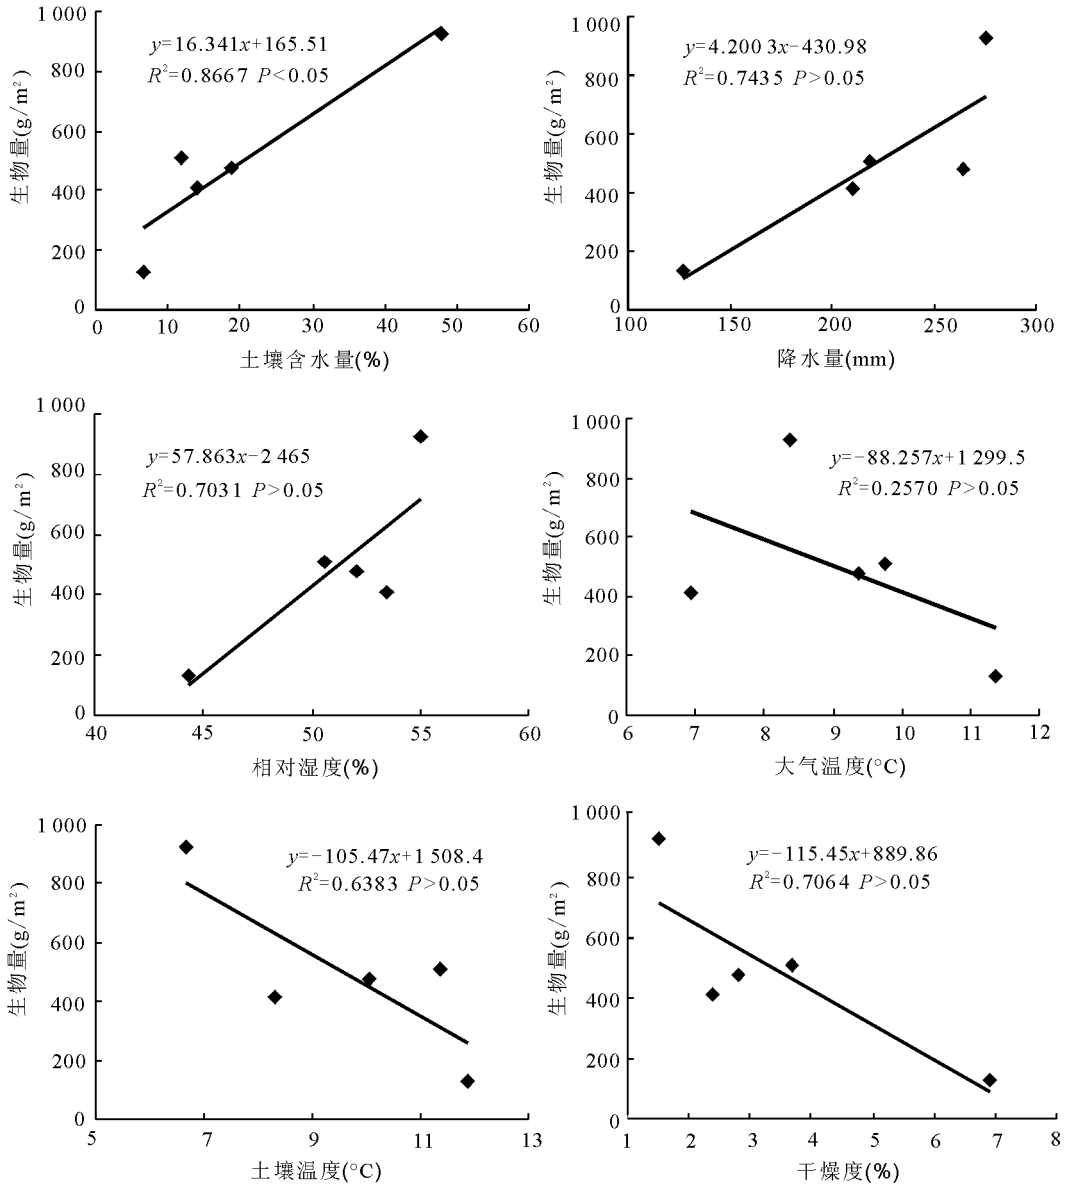 1 000
800
600
400
200
0
生物量(g/m²)
y=16.341x+165.51
R²=0.8667 P<0.05
0 10 20 30 40 50 60
土壤含水量(%)
1 000
800
600
400
200
0
生物量(g/m²)
y=4.200 3x−430.98
R²=0.7435 P>0.05
100 150 200 250 300
降水量(mm)
1 000
800
600
400
200
0
生物量(g/m²)
y=57.863x−2 465
R²=0.7031 P>0.05
40 45 50 55 60
相对湿度(%)
1 000
800
600
400
200
0
生物量(g/m²)
y=−88.257x+1 299.5
R²=0.2570 P>0.05
6 7 8 9 10 11 12
大气温度(°C)
1 000
800
600
400
200
0
生物量(g/m²)
y=−105.47x+1 508.4
R²=0.6383 P>0.05
5 7 9 11 13
土壤温度(°C)
1 000
800
600
400
200
0
生物量(g/m²)
y=−115.45x+889.86
R²=0.7064 P>0.05
1 2 3 4 5 6 7 8
干燥度(%)